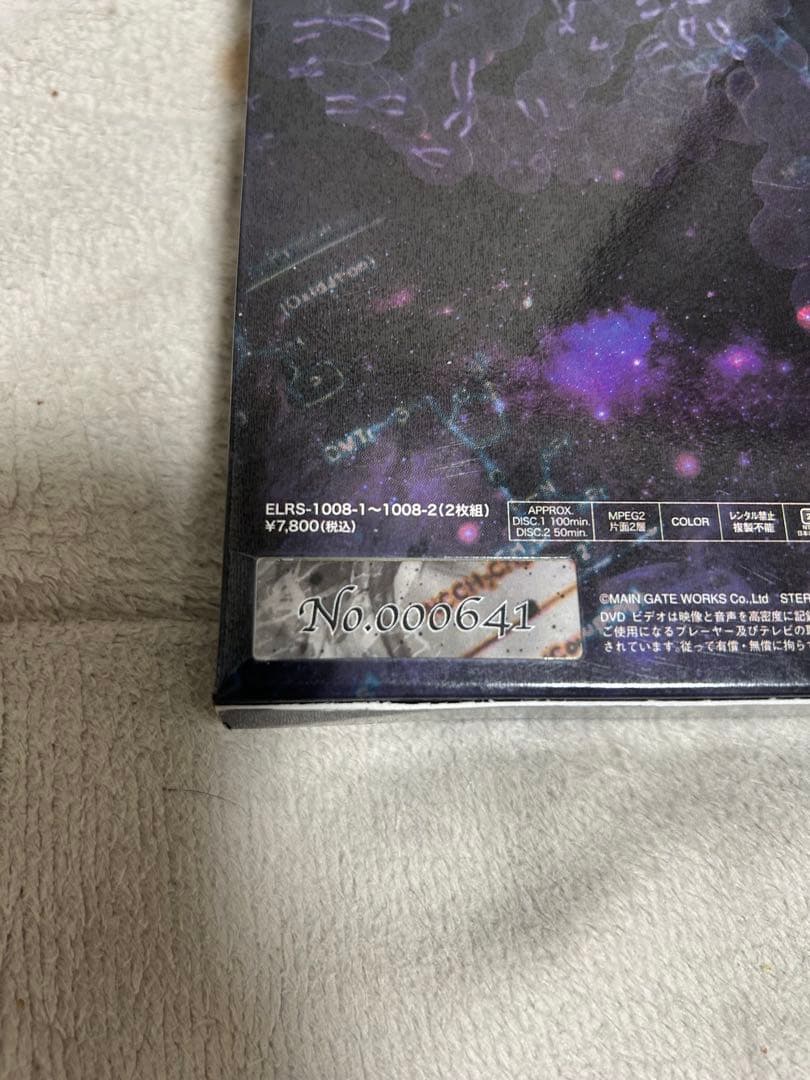 ELRS-1008-1～1008-2(2枚組)
¥7,800(税込)
APPROX.
DISC.1 100min.
DISC.2 50min.
MPEG2
片面2層
COLOR
レンタル禁止
複製不能
No.000641
©MAIN GATE WORKS Co.,Ltd STER
DVD ビデオは映像と音声を高密度に記
ご使用になるプレーヤー及びテレビの
されています。従って有償・無償に拘ら